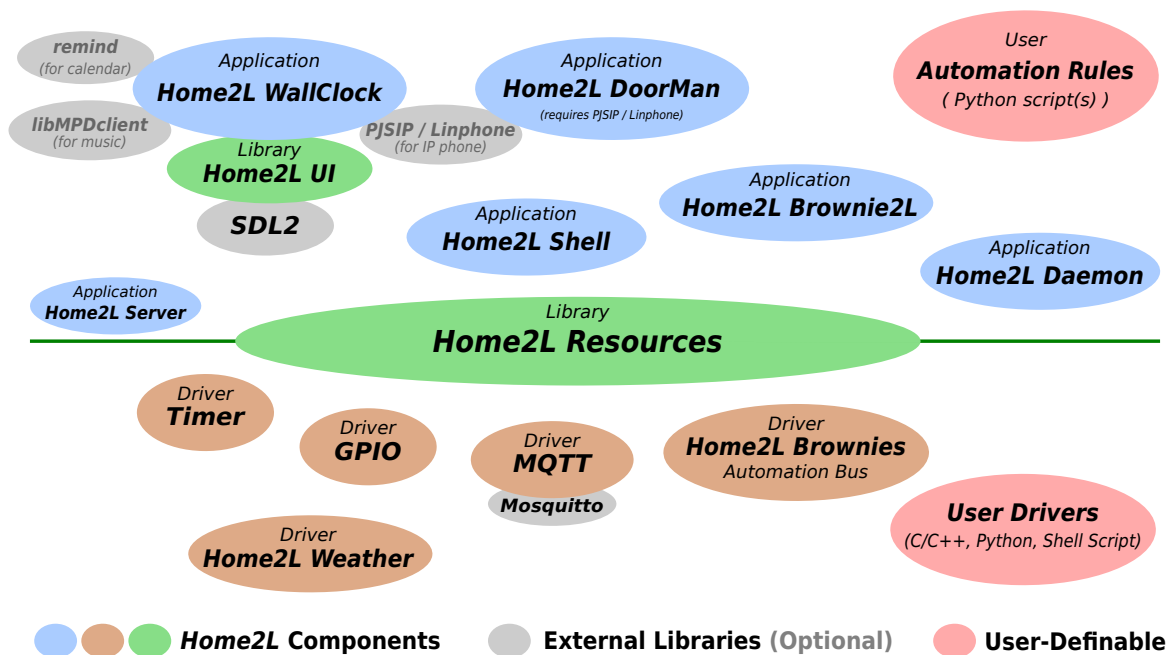 remind
(for calendar)
Application
Home2L WallClock
Application
Home2L DoorMan
(requires PJSIP / Linphone)
User
Automation Rules
( Python script(s) )
libMPDclient
(for music)
PJSIP / Linphone
(for IP phone)
Library
Home2L UI
SDL2
Application
Home2L Shell
Application
Home2L Brownie2L
Application
Home2L Daemon
Application
Home2L Server
Library
Home2L Resources
Driver
Timer
Driver
GPIO
Driver
MQTT
Mosquitto
Driver
Home2L Brownies
Automation Bus
Driver
Home2L Weather
User Drivers
(C/C++, Python, Shell Script)
Home2L Components
External Libraries (Optional)
User-Definable